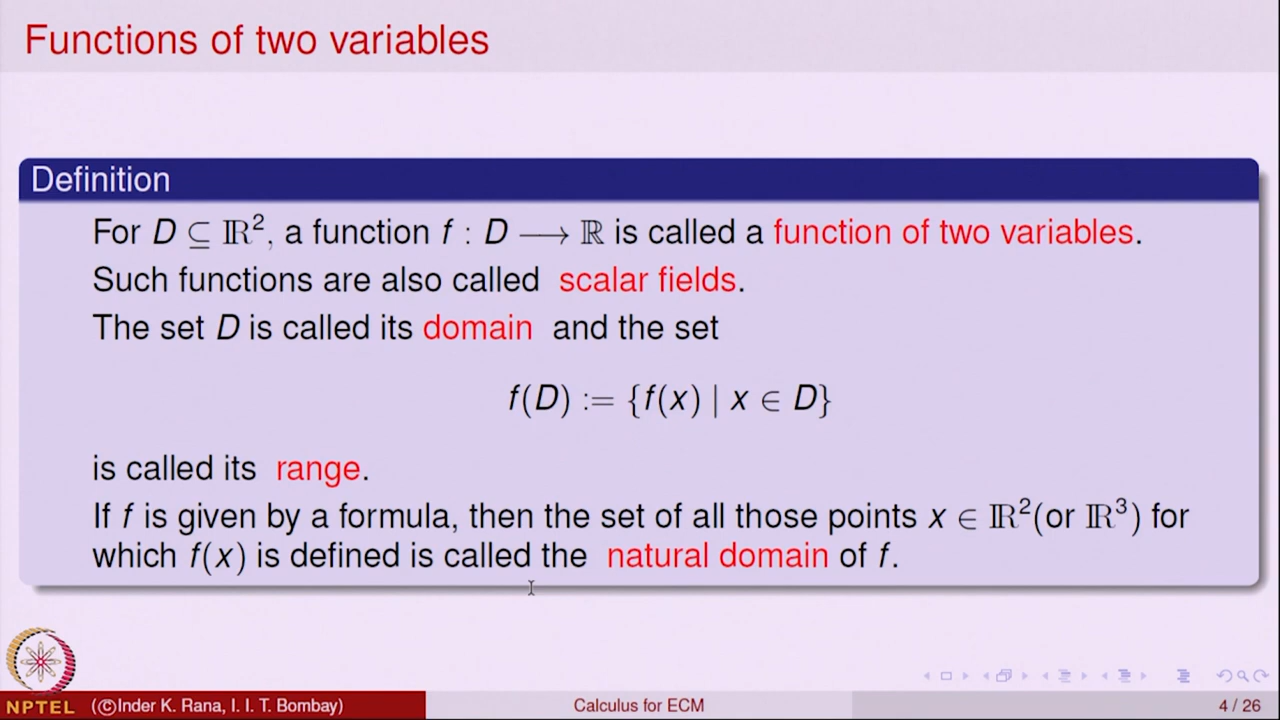 Functions of two variables
Definition
For D ⊆ ℝ², a function f : D ⟶ ℝ is called a function of two variables.
Such functions are also called scalar fields.
The set D is called its domain and the set
f(D) := {f(x) | x ∈ D}
is called its range.
If f is given by a formula, then the set of all those points x ∈ ℝ²(or ℝ³) for
which f(x) is defined is called the natural domain of f.
NPTEL
(©Inder K. Rana, I. I. T. Bombay)
Calculus for ECM
4 / 26